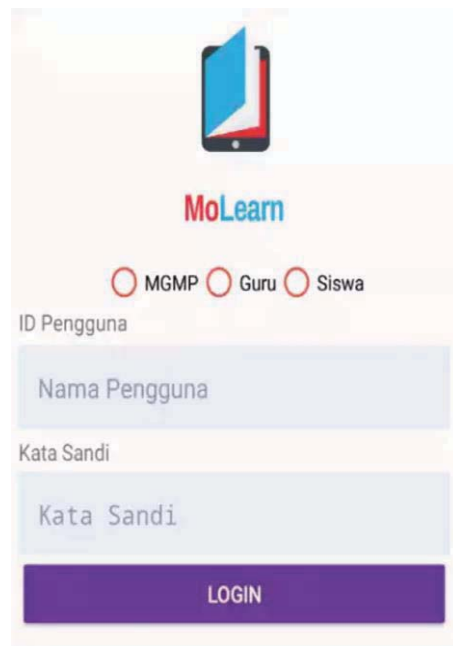 MoLearn
MGMP Guru Siswa
ID Pengguna
Nama Pengguna
Kata Sandi
Kata Sandi
LOGIN